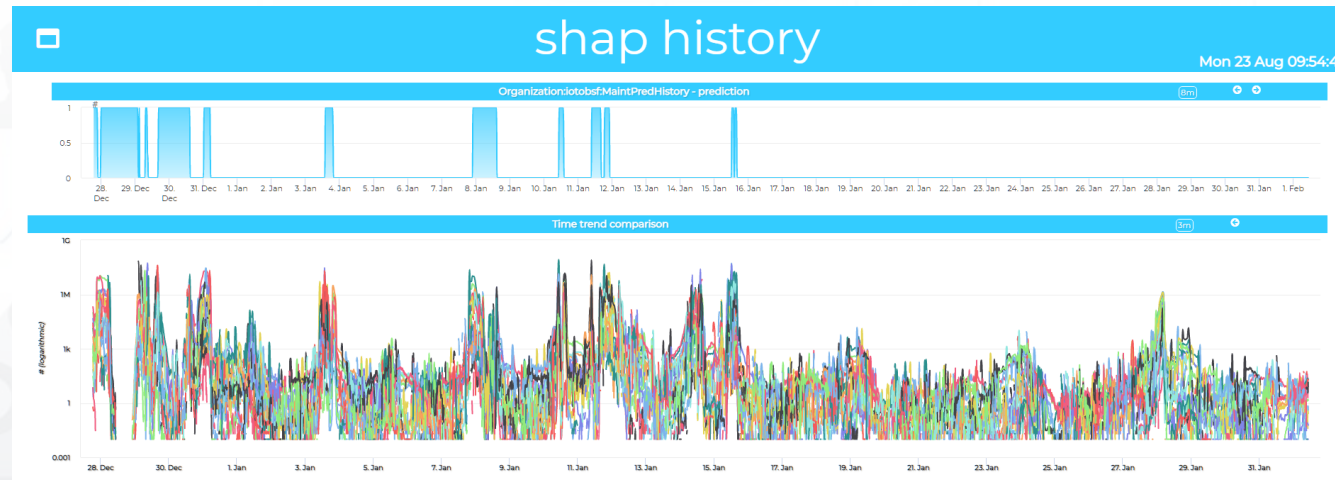 shap history
Mon 23 Aug 09:54:4
Organization:iotobsf:MaintPredHistory - prediction
8m
1
0.5
0
28. Dec
29. Dec
30. Dec
31. Dec
1. Jan
2. Jan
3. Jan
4. Jan
5. Jan
6. Jan
7. Jan
8. Jan
9. Jan
10. Jan
11. Jan
12. Jan
13. Jan
14. Jan
15. Jan
16. Jan
17. Jan
18. Jan
19. Jan
20. Jan
21. Jan
22. Jan
23. Jan
24. Jan
25. Jan
26. Jan
27. Jan
28. Jan
29. Jan
30. Jan
31. Jan
1. Feb
Time trend comparison
3m
# (logarithmic)
1G
1M
1k
1
0.001
28. Dec
30. Dec
1. Jan
3. Jan
5. Jan
7. Jan
9. Jan
11. Jan
13. Jan
15. Jan
17. Jan
19. Jan
21. Jan
23. Jan
25. Jan
27. Jan
29. Jan
31. Jan